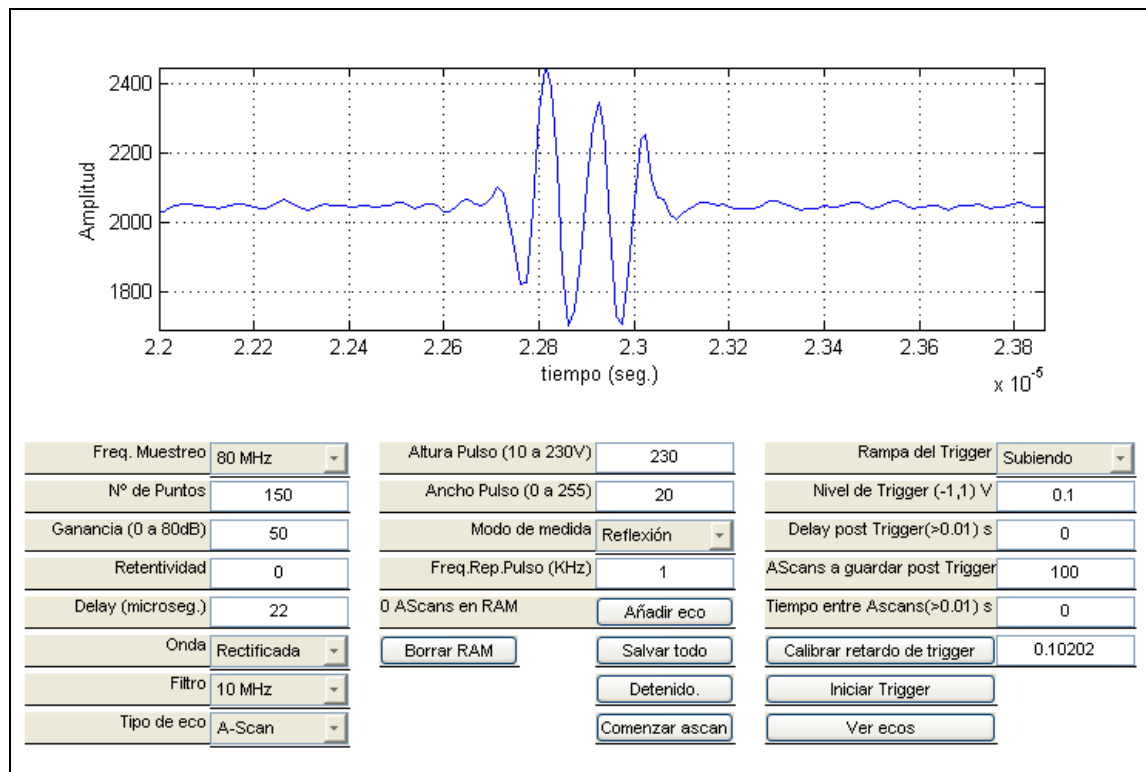 2400
2200
2000
1800
Amplitud
2.2 2.22 2.24 2.26 2.28 2.3 2.32 2.34 2.36 2.38
tiempo (seg.)
x 10-5
Freq. Muestreo 80 MHz
Nº de Puntos 150
Ganancia (0 a 80dB) 50
Retentividad 0
Delay (microseg.) 22
Onda Rectificada
Filtro 10 MHz
Tipo de eco A-Scan
Altura Pulso (10 a 230V) 230
Ancho Pulso (0 a 255) 20
Modo de medida Reflexión
Freq.Rep.Pulso (KHz) 1
0 AScans en RAM Añadir eco
Borrar RAM Salvar todo
Detenido.
Comenzar ascan
Rampa del Trigger Subiendo
Nivel de Trigger (-1,1) V 0.1
Delay post Trigger(>0.01) s 0
AScans a guardar post Trigger 100
Tiempo entre Ascans(>0.01) s 0
Calibrar retardo de trigger 0.10202
Iniciar Trigger
Ver ecos